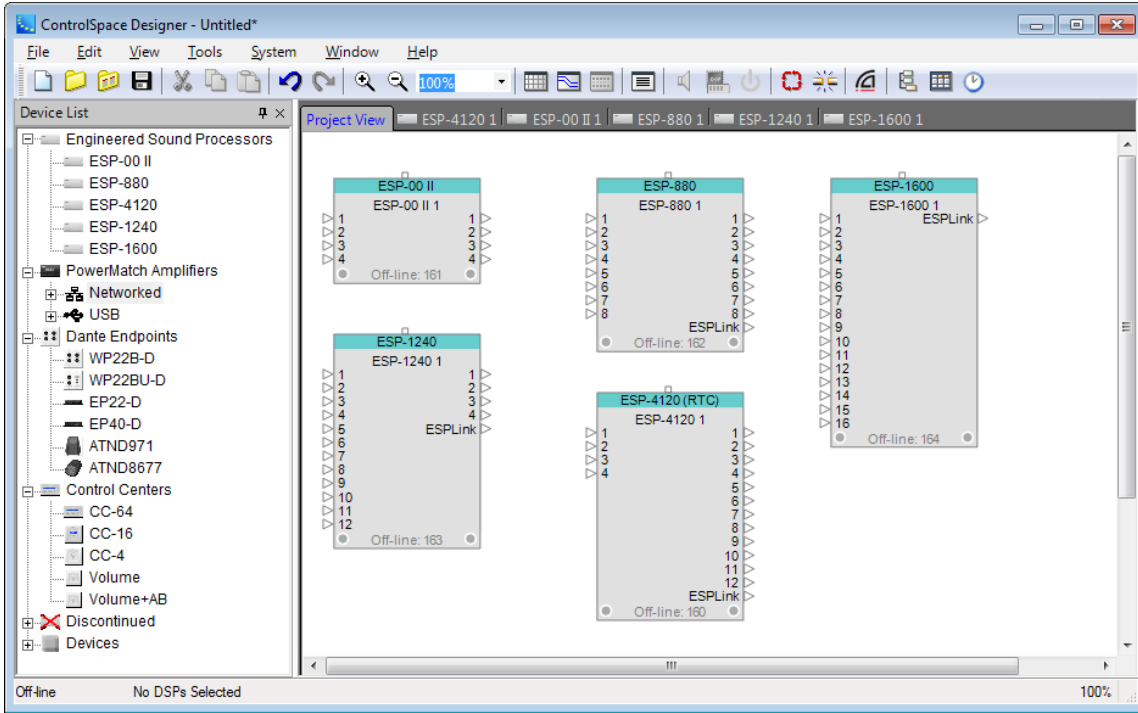 ControlSpace Designer - Untitled*
File Edit View Tools System Window Help
100%
Device List
Engineered Sound Processors
ESP-00 II
ESP-880
ESP-4120
ESP-1240
ESP-1600
PowerMatch Amplifiers
Networked
USB
Dante Endpoints
WP22B-D
WP22BU-D
EP22-D
EP40-D
ATND971
ATND8677
Control Centers
CC-64
CC-16
CC-4
Volume
Volume+AB
Discontinued
Devices
Project View ESP-4120 1 ESP-00 II 1 ESP-880 1 ESP-1240 1 ESP-1600 1
ESP-00 II
ESP-00 II 1
1 1
2 2
3 3
4 4
Off-line: 161
ESP-880
ESP-880 1
1 1
2 2
3 3
4 4
5 5
6 6
7 7
8 8
ESPLink
Off-line: 162
ESP-1600
ESP-1600 1
1 ESPLink
2
3
4
5
6
7
8
9
10
11
12
13
14
15
16
Off-line: 164
ESP-1240
ESP-1240 1
1 1
2 2
3 3
4 4
5 ESPLink
6
7
8
9
10
11
12
Off-line: 163
ESP-4120 (RTC)
ESP-4120 1
1 1
2 2
3 3
4 4
5
6
7
8
9
10
11
12
ESPLink
Off-line: 160
Off-line No DSPs Selected 100%